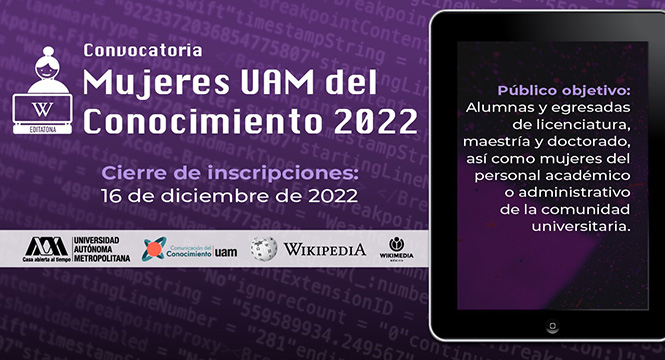 Convocatoria
Mujeres UAM del
Conocimiento 2022
W
EDITATONA
Cierre de inscripciones:
16 de diciembre de 2022
Casa abierta al tiempo
UNIVERSIDAD
AUTÓNOMA
METROPOLITANA
Comunicación del
Conocimiento
uam
WIKIPEDIA
WIKIMEDIA
MÉXICO
Público objetivo:
Alumnas y egresadas
de licenciatura,
maestría y doctorado,
así como mujeres del
personal académico
o administrativo
de la comunidad
universitaria.